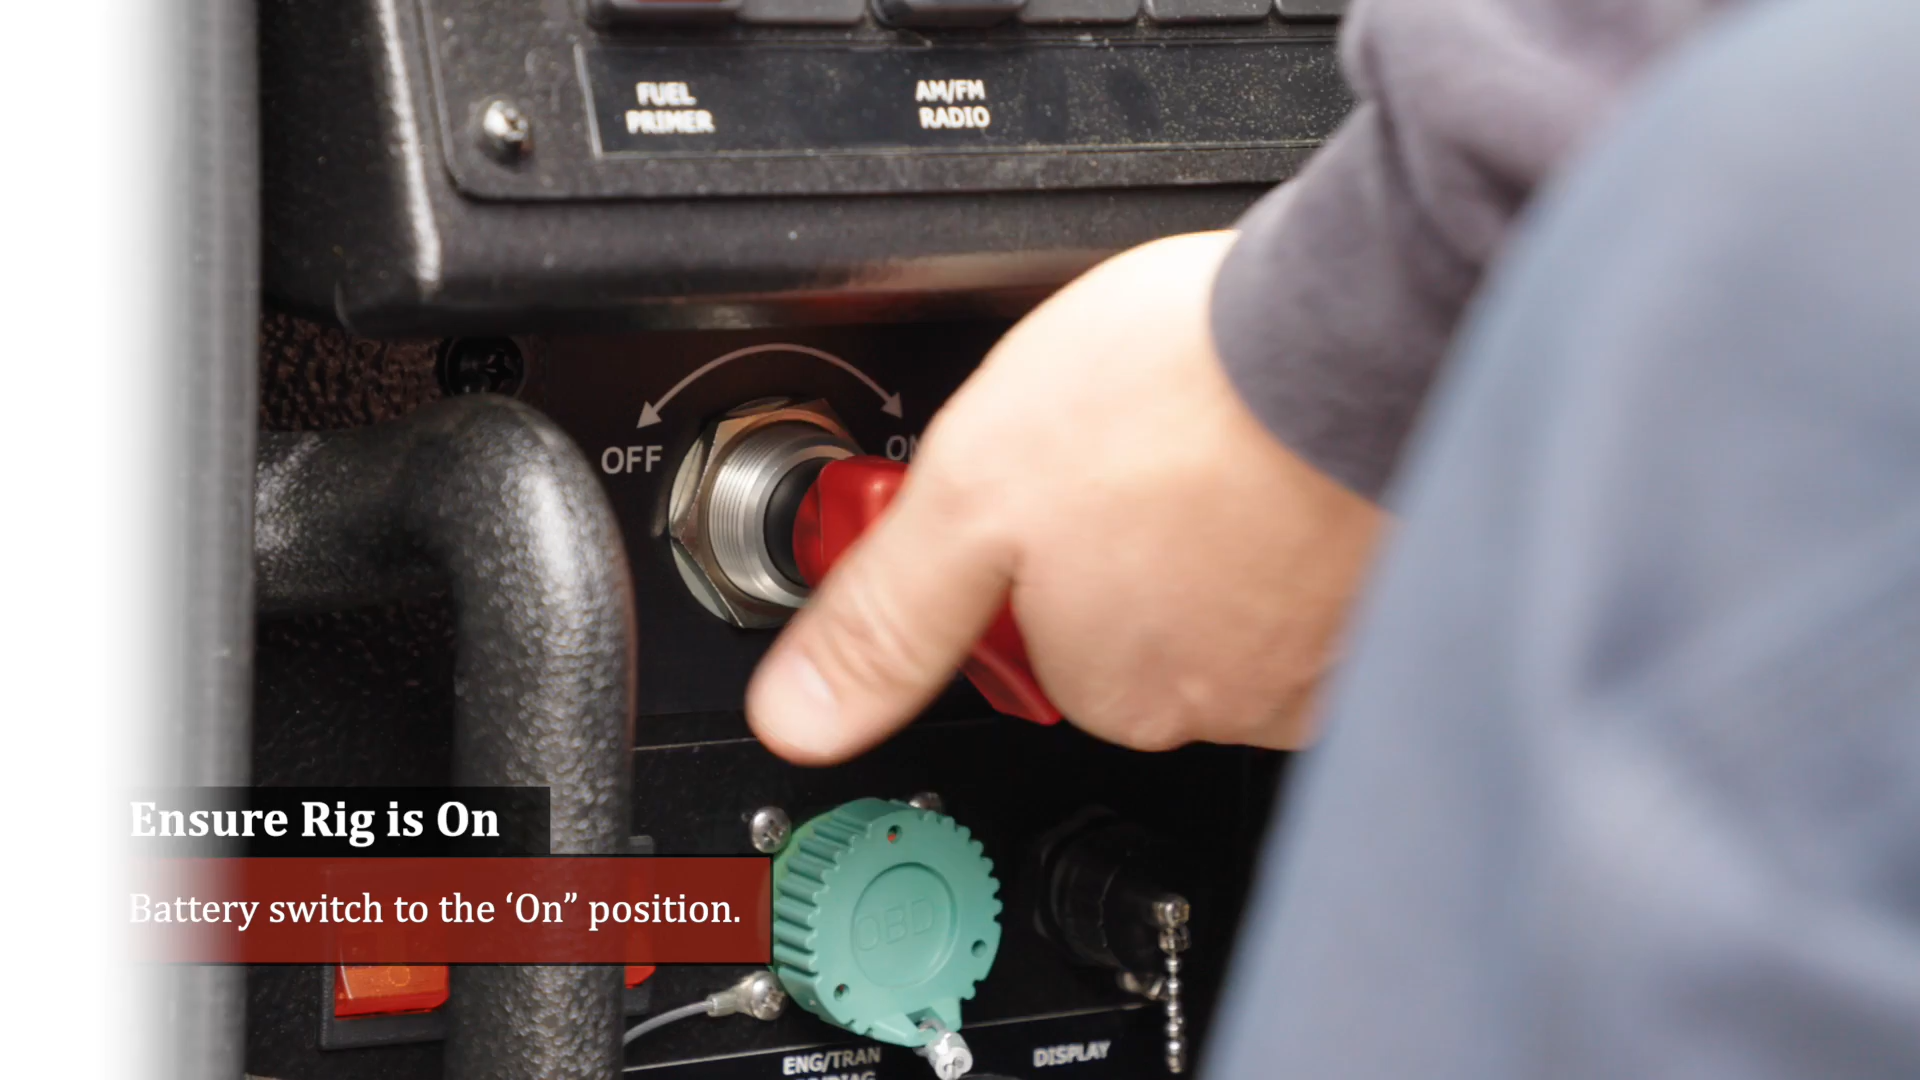 FUEL
PRIMER
AM/FM
RADIO
OFF
ON
Ensure Rig is On
Battery switch to the ‘On” position.
OBD
ENG/TRAN
DISPLAY